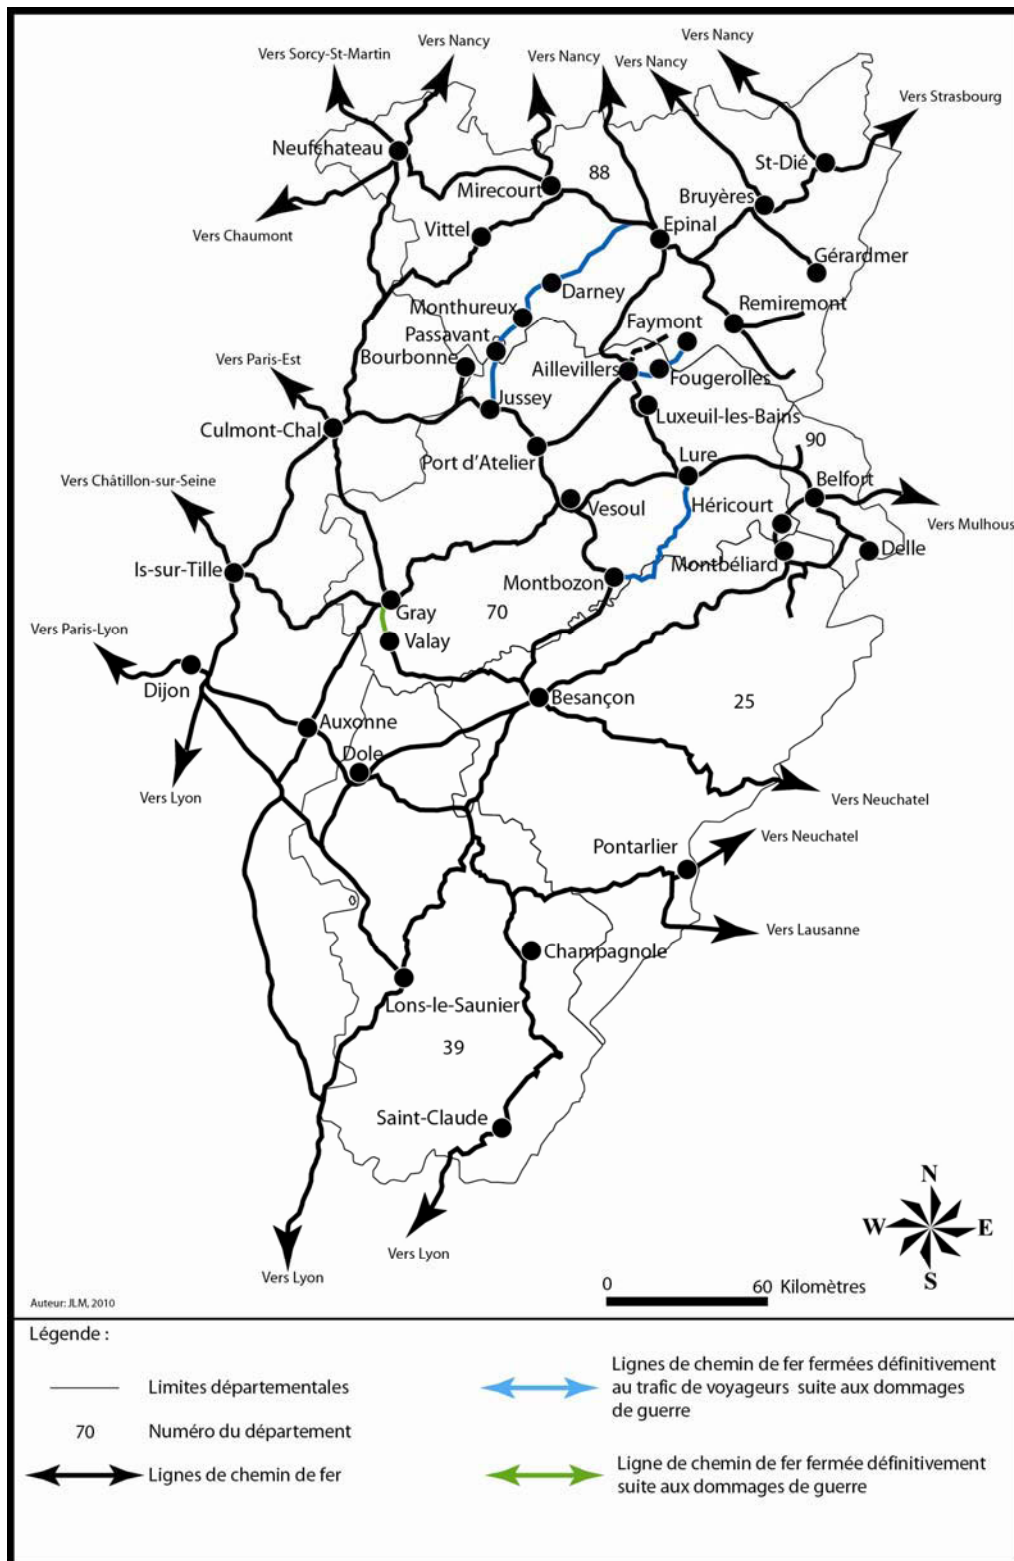 Vers Nancy
Vers Nancy
Vers Sorcy-St-Martin
Vers Nancy
Vers Nancy
Vers Strasbourg
Neufchateau
St-Dié
88
Mirecourt
Bruyères
Vers Chaumont
Vittel
Epinal
Gérardmer
Darney
Monthureux
Remiremont
Faymont
Passavant
Vers Paris-Est
Bourbonne
Aillevillers
Fougerolles
Jussey
Luxeuil-les-Bains
Culmont-Chal
90
Port d'Atelier
Lure
Vers Châtillon-sur-Seine
Belfort
Héricourt
Vesoul
Vers Mulhous
Delle
Is-sur-Tille
Montbéliard
Montbozon
Gray
70
Vers Paris-Lyon
Valay
Dijon
Besançon
25
Auxonne
Dole
Vers Lyon
Vers Neuchatel
Vers Neuchatel
Pontarlier
Vers Lausanne
Champagnole
Lons-le-Saunier
39
Saint-Claude
N
W
E
S
Vers Lyon
Vers Lyon
0
60 Kilomètres
Auteur: JLM, 2010
Légende :
Limites départementales
70
Numéro du département
Lignes de chemin de fer
Lignes de chemin de fer fermées définitivement
au trafic de voyageurs suite aux dommages
de guerre
Ligne de chemin de fer fermée définitivement
suite aux dommages de guerre